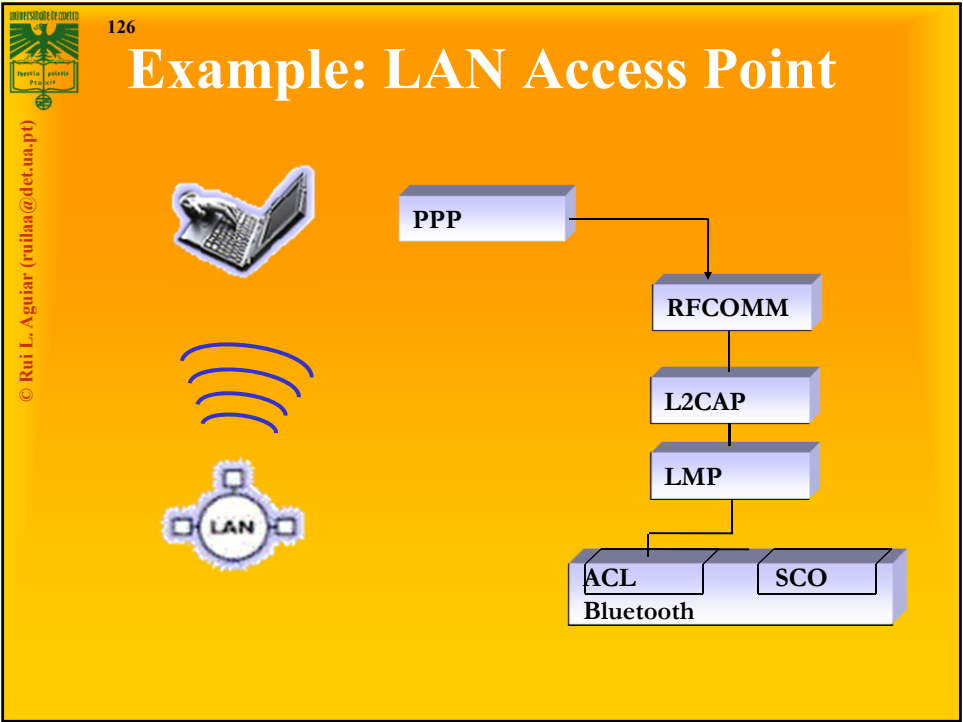 126
Example: LAN Access Point
© Rui L. Aguiar (ruilaa@det.ua.pt)
PPP
RFCOMM
L2CAP
LMP
LAN
ACL SCO
Bluetooth